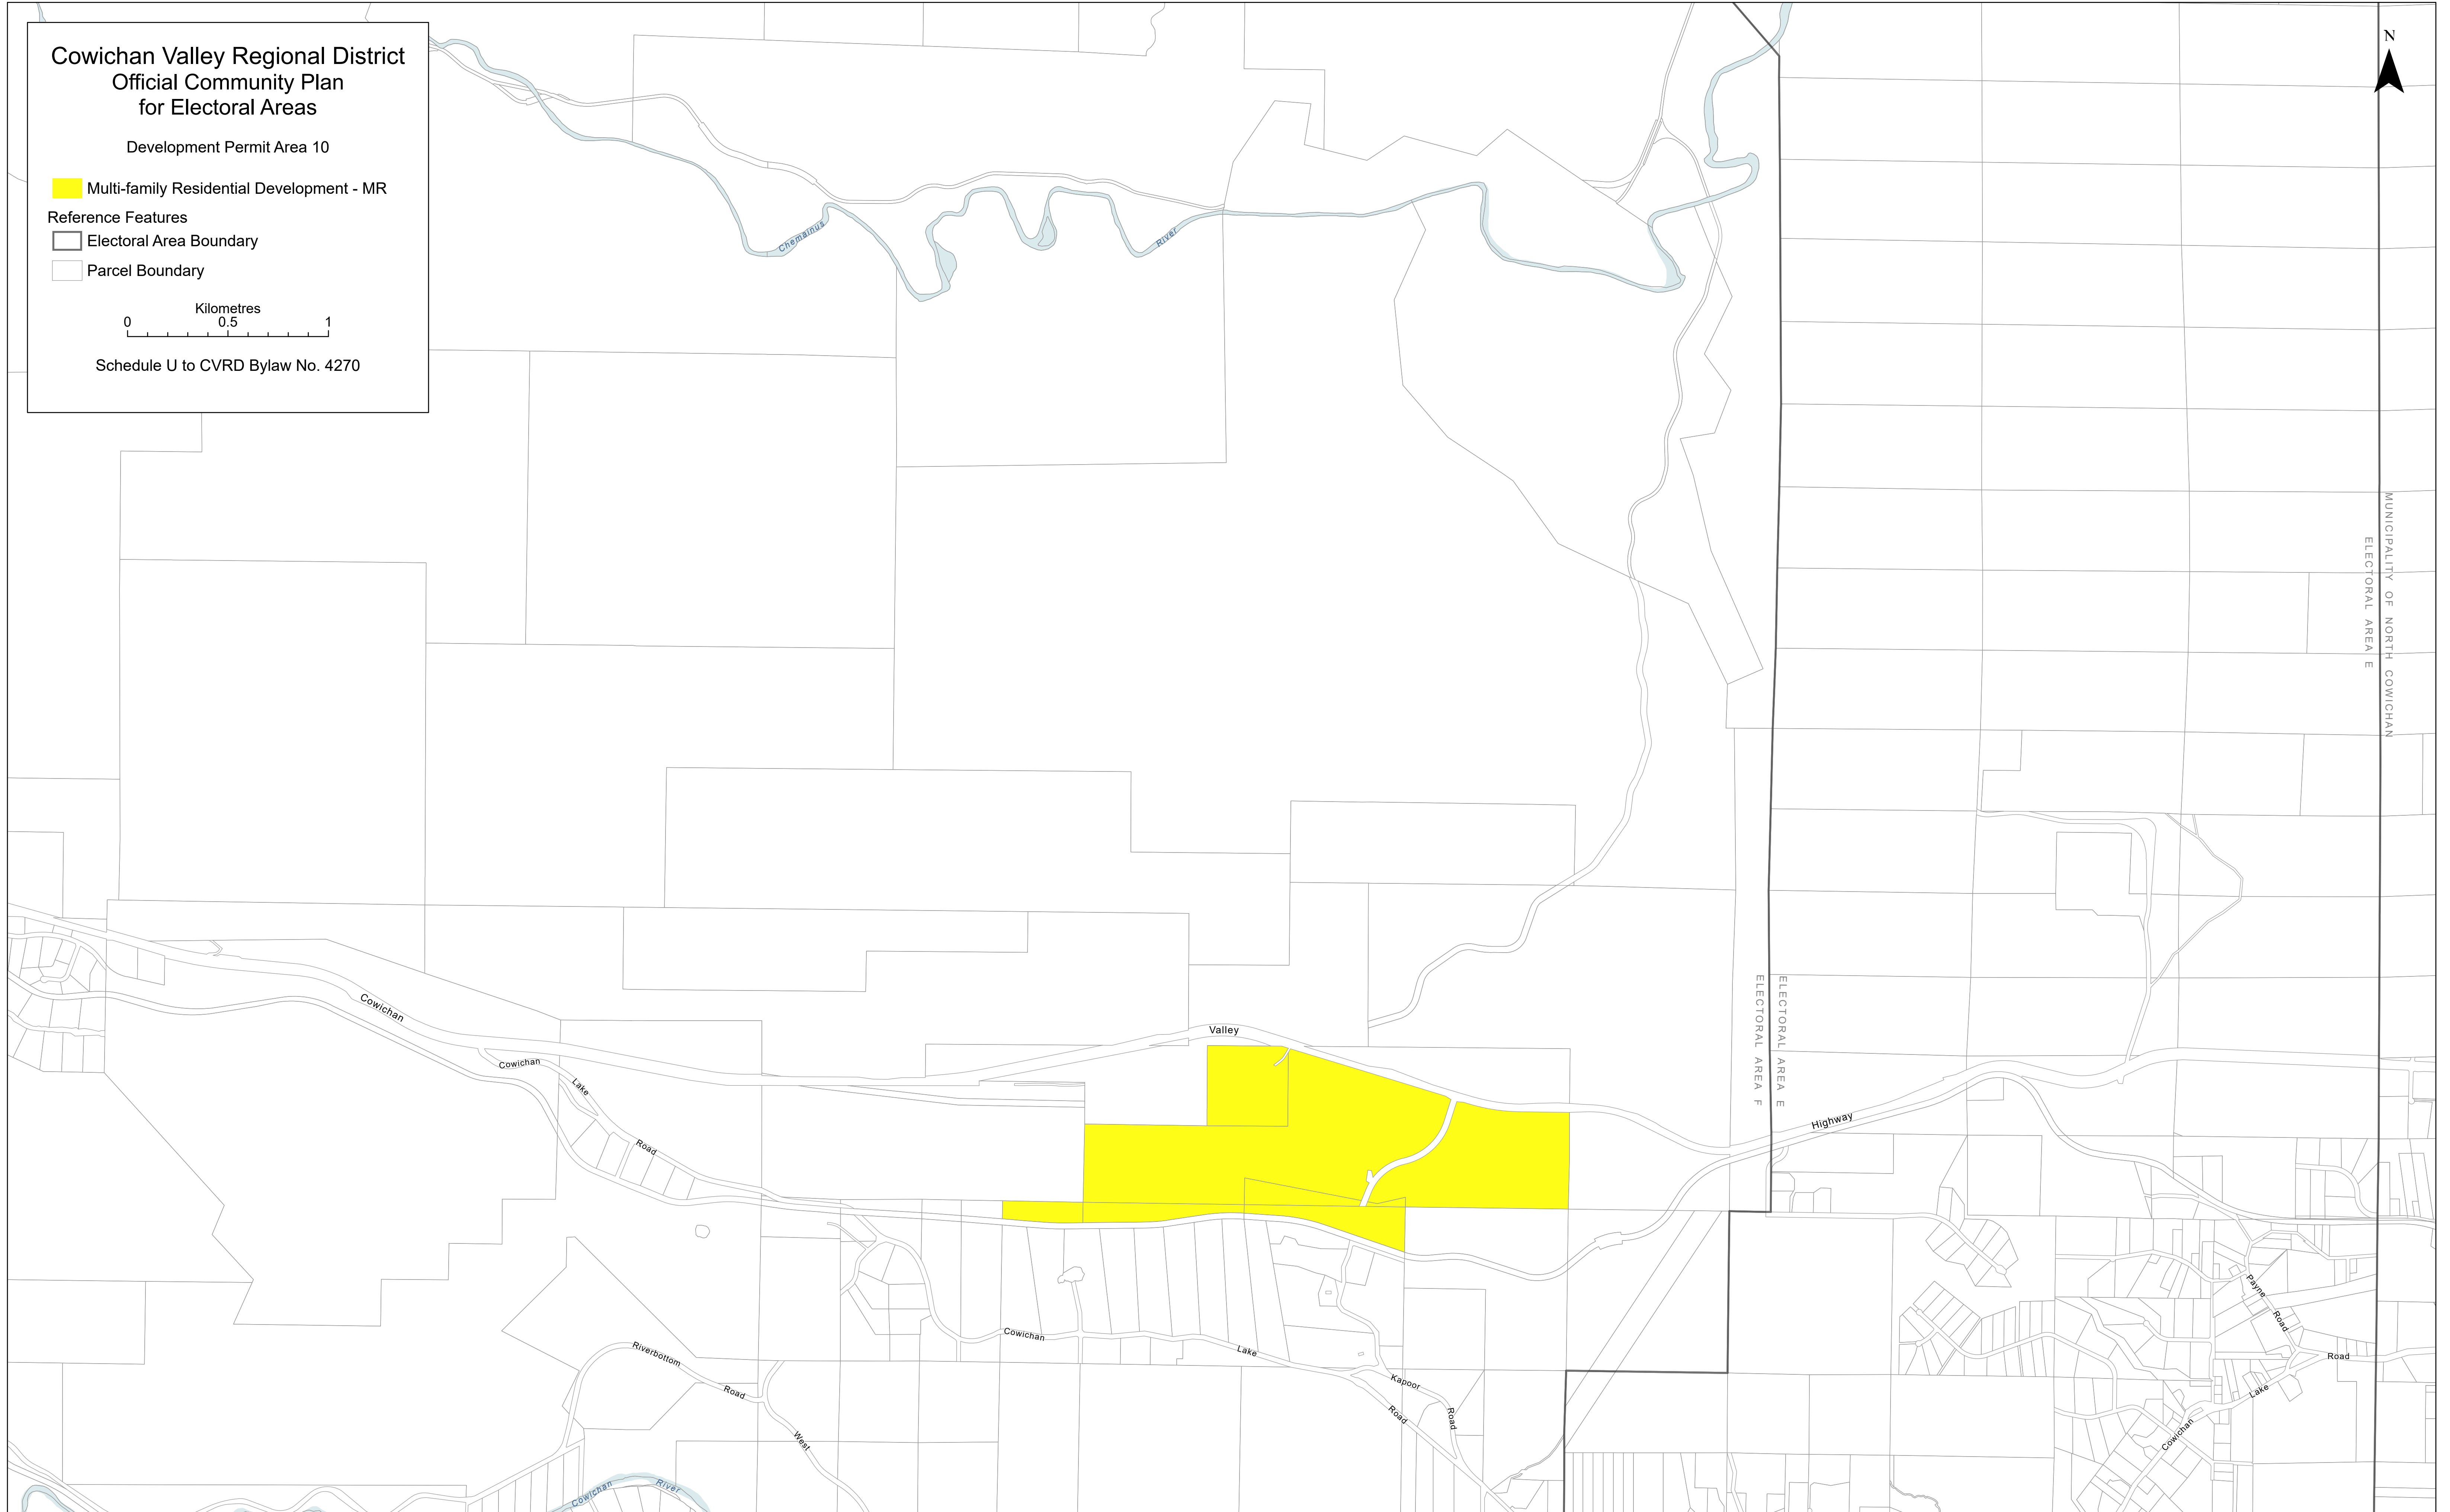 Cowichan Valley Regional District
Official Community Plan
for Electoral Areas
Development Permit Area 10
Multi-family Residential Development - MR
Reference Features
Electoral Area Boundary
Parcel Boundary
Kilometres
0 0.5 1
Schedule U to CVRD Bylaw No. 4270
N
Chemainus
River
MUNICIPALITY OF NORTH COWICHAN
ELECTORAL AREA E
ELECTORAL AREA F
ELECTORAL AREA E
Cowichan
Valley
Highway
Cowichan
Lake
Road
Cowichan
Lake
Road
Kapoor
Road
Riverbottom
Road
West
Cowichan
River
Payne
Road
Road
Lake
Cowichan